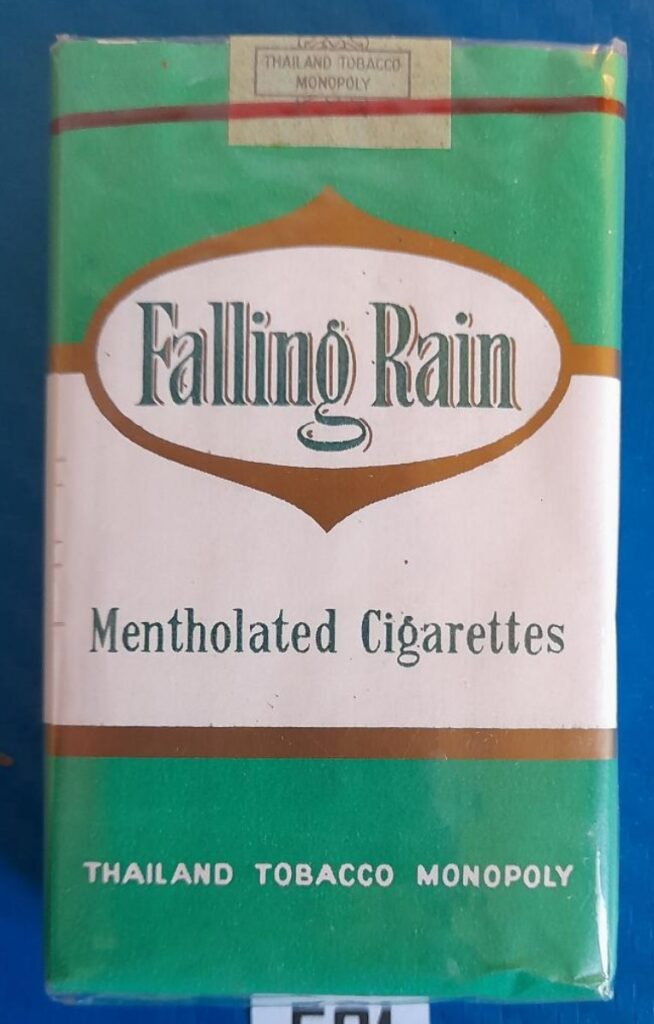 THAILAND TOBACCO
MONOPOLY
Falling Rain
Mentholated Cigarettes
THAILAND TOBACCO MONOPOLY